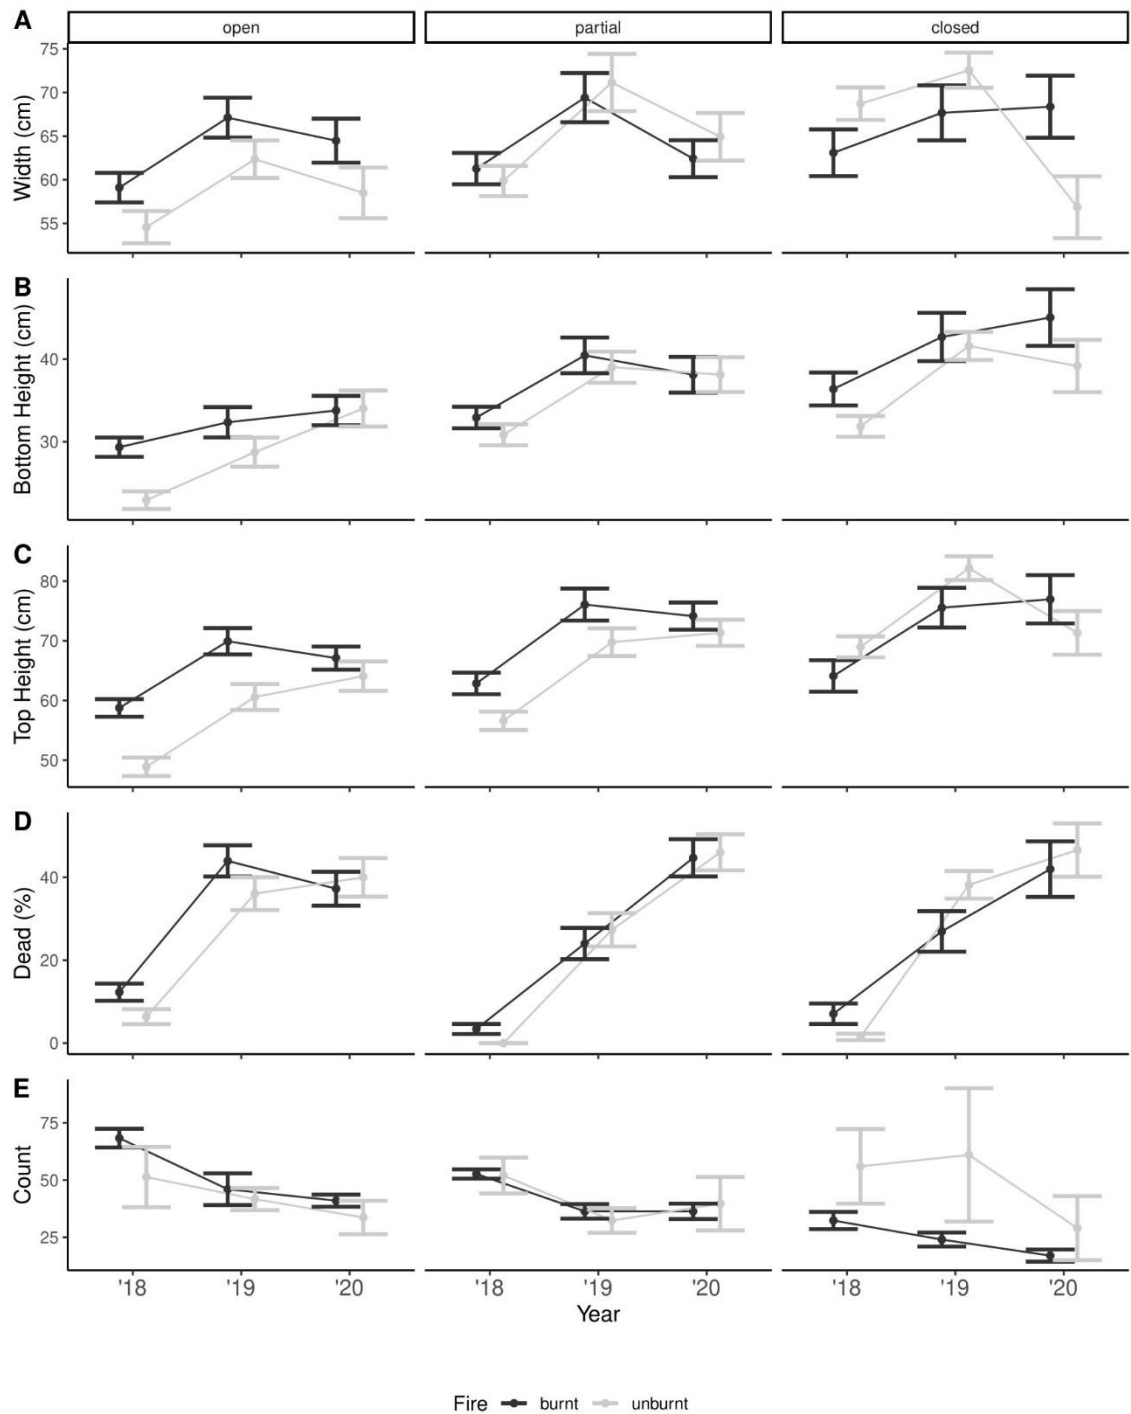 A
open partial closed
Width (cm)
75
70
65
60
55
B
Bottom Height (cm)
40
30
C
Top Height (cm)
80
70
60
50
D
Dead (%)
40
20
0
E
Count
75
50
25
'18 '19 '20 '18 '19 '20 '18 '19 '20
Year
Fire burnt unburnt